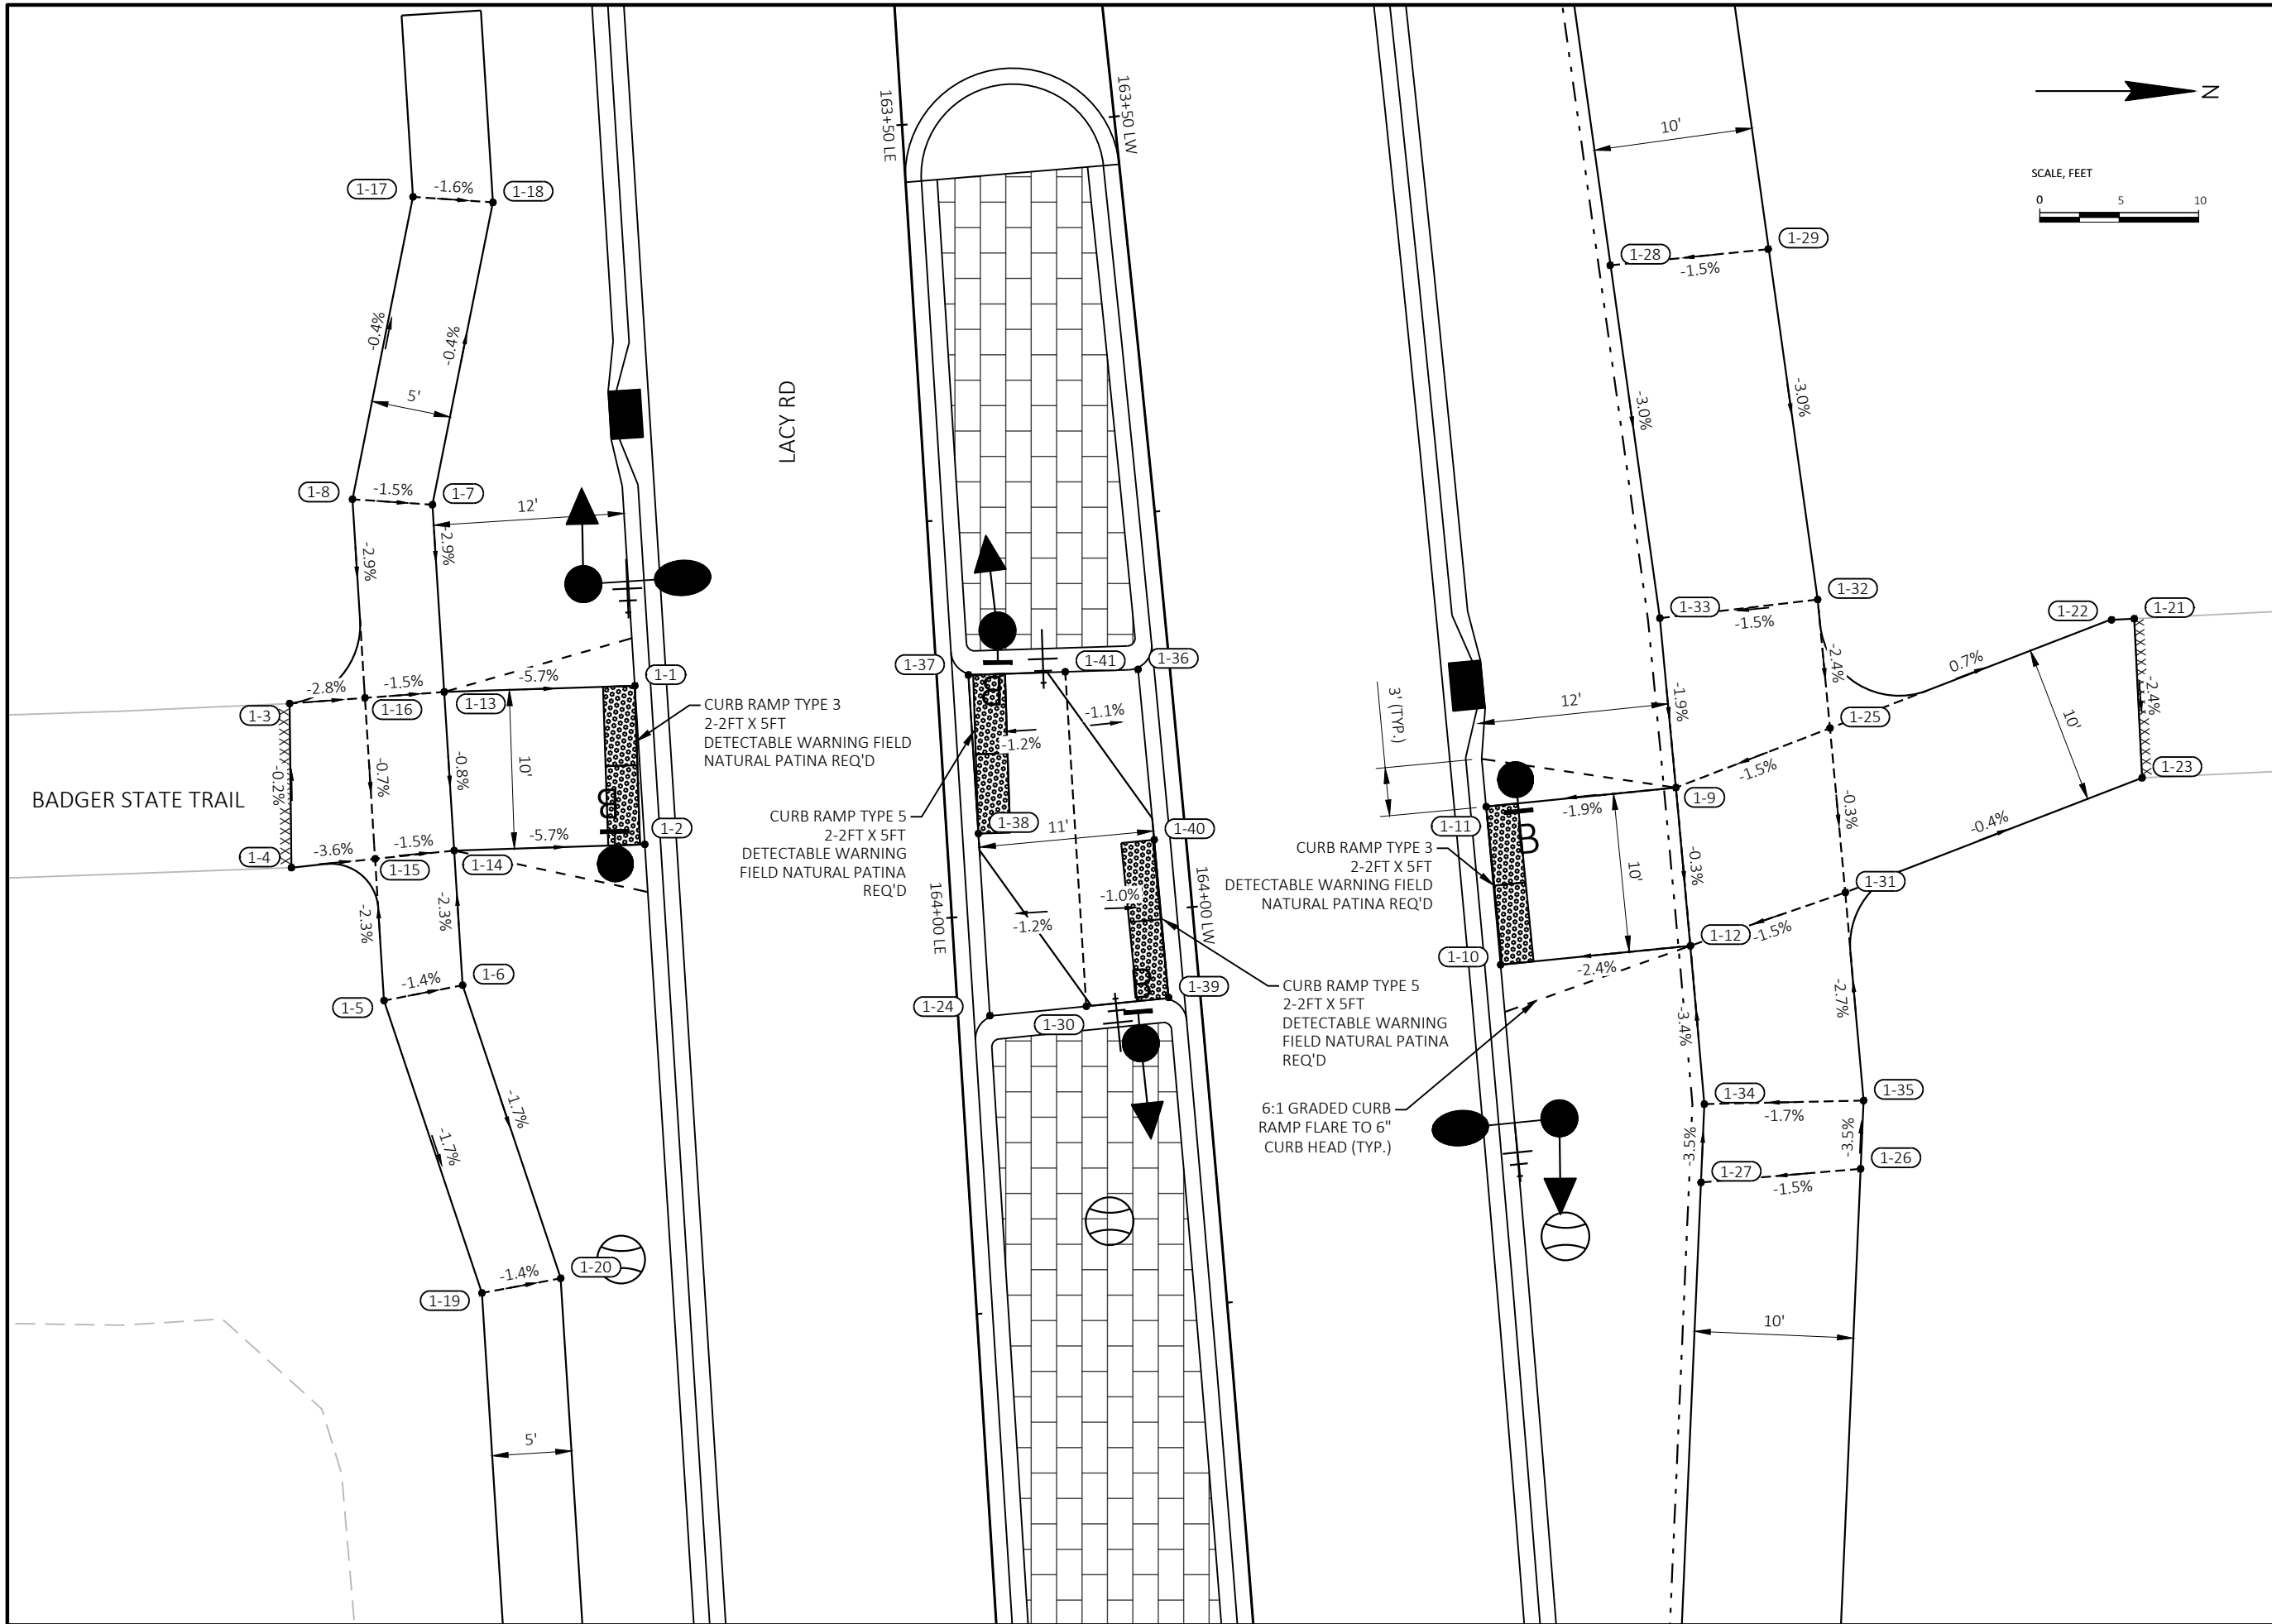 163+50 LE
163+50 LW
N
SCALE, FEET
0 5 10
10'
1-17
-1.6%
1-18
1-28
-1.5%
1-29
-0.4%
-0.4%
5'
LACY RD
-3.0%
-3.0%
1-8
-1.5%
1-7
12'
-2.9%
-2.9%
1-33
-1.5%
1-32
1-22
1-21
-2.4%
0.7%
-2.4%
1-3
-2.8%
-1.5%
-5.7%
1-1
1-16
1-13
1-37
1-41
1-36
-1.1%
-1.2%
CURB RAMP TYPE 3
2-2FT X 5FT
DETECTABLE WARNING FIELD
NATURAL PATINA REQ'D
3' (TYP.)
12'
-1.9%
1-25
10'
-1.5%
1-23
BADGER STATE TRAIL
-0.2%
-0.7%
-0.8%
10'
B
1-9
-1.9%
-0.3%
-0.4%
CURB RAMP TYPE 5
2-2FT X 5FT
DETECTABLE WARNING
FIELD NATURAL PATINA
REQ'D
1-38
11'
1-40
1-11
B
10'
-0.3%
1-4
-3.6%
-1.5%
-5.7%
1-2
1-15
1-14
CURB RAMP TYPE 3
2-2FT X 5FT
DETECTABLE WARNING FIELD
NATURAL PATINA REQ'D
1-31
-2.3%
-2.3%
164+00 LE
-1.0%
-1.2%
164+00 LW
1-12
-1.5%
1-10
-2.4%
1-5
-1.4%
1-6
1-24
1-30
B
1-39
CURB RAMP TYPE 5
2-2FT X 5FT
DETECTABLE WARNING
FIELD NATURAL PATINA
REQ'D
-3.4%
-2.7%
6:1 GRADED CURB
RAMP FLARE TO 6"
CURB HEAD (TYP.)
-1.7%
-1.7%
1-34
-1.7%
1-35
-3.5%
-3.5%
1-27
-1.5%
1-26
1-19
-1.4%
1-20
10'
5'